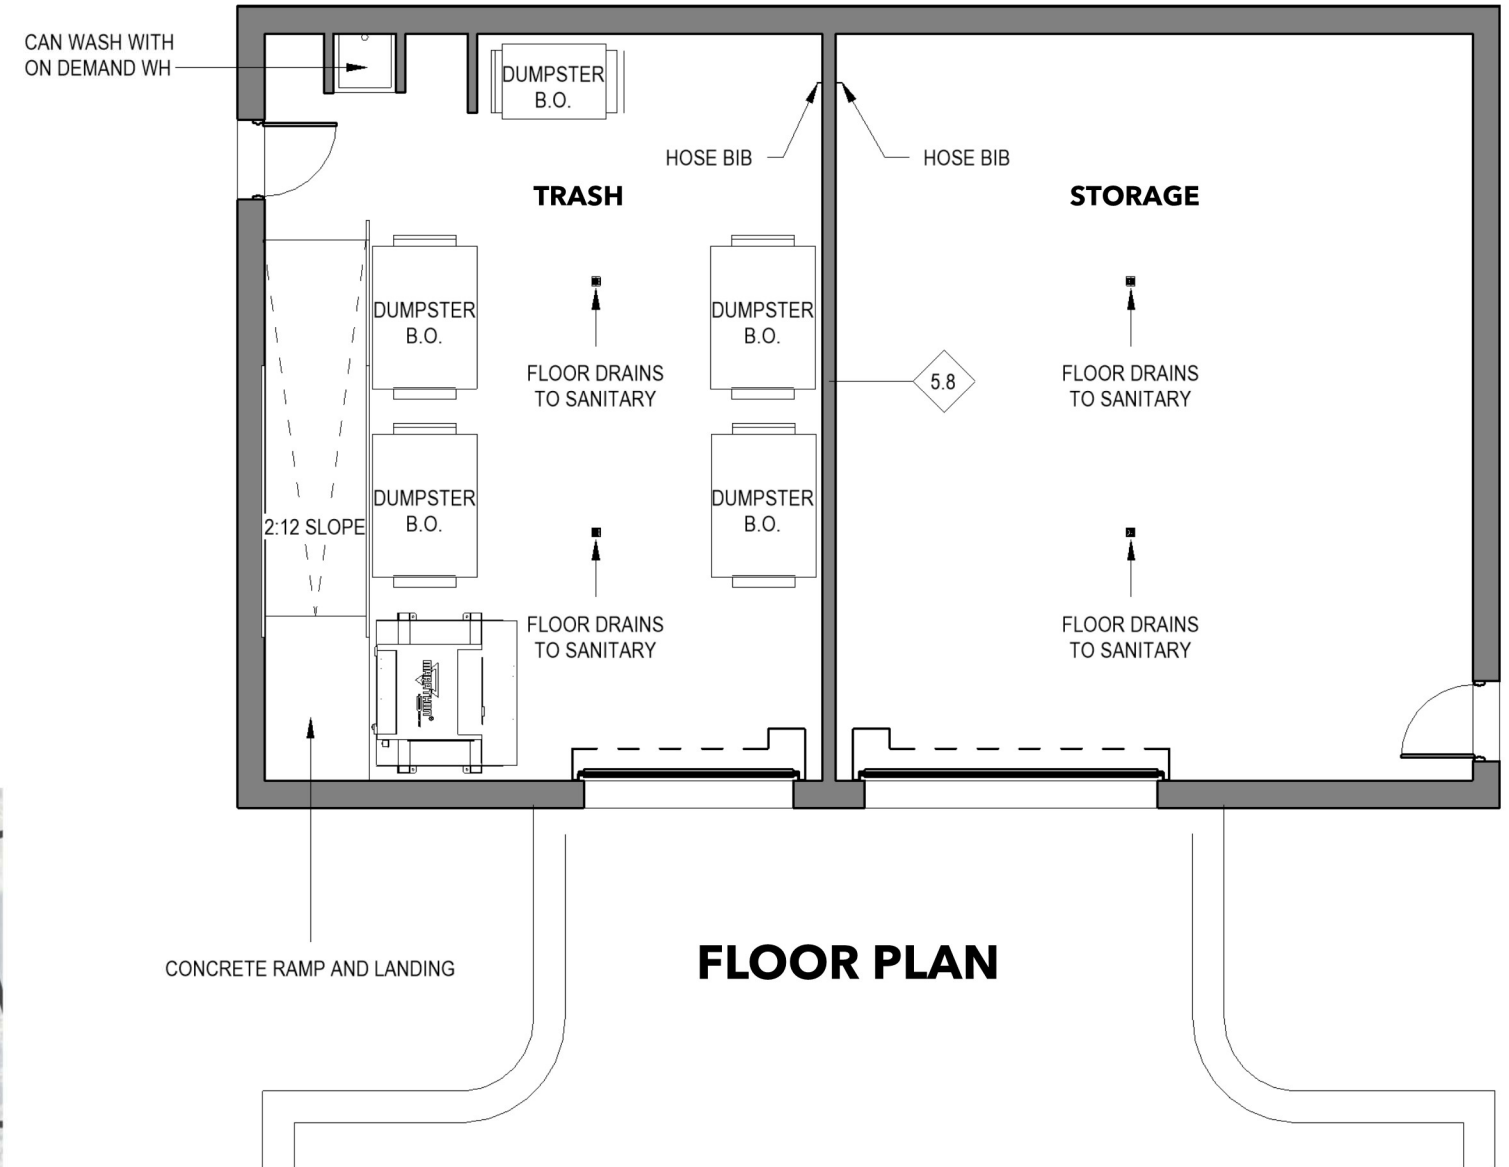 CAN WASH WITH
ON DEMAND WH
DUMPSTER
B.O.
HOSE BIB
HOSE BIB
TRASH
STORAGE
DUMPSTER
B.O.
DUMPSTER
B.O.
FLOOR DRAINS
TO SANITARY
FLOOR DRAINS
TO SANITARY
5.8
DUMPSTER
B.O.
DUMPSTER
B.O.
2:12 SLOPE
FLOOR DRAINS
TO SANITARY
FLOOR DRAINS
TO SANITARY
CONCRETE RAMP AND LANDING
FLOOR PLAN